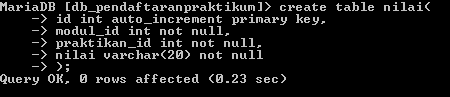 MariaDB [db_pendaftaranpraktikum]> create table nilai(
    -> id int auto_increment primary key,
    -> modul_id int not null,
    -> praktikan_id int not null,
    -> nilai varchar(20) not null
    -> );
Query OK, 0 rows affected (0.23 sec)